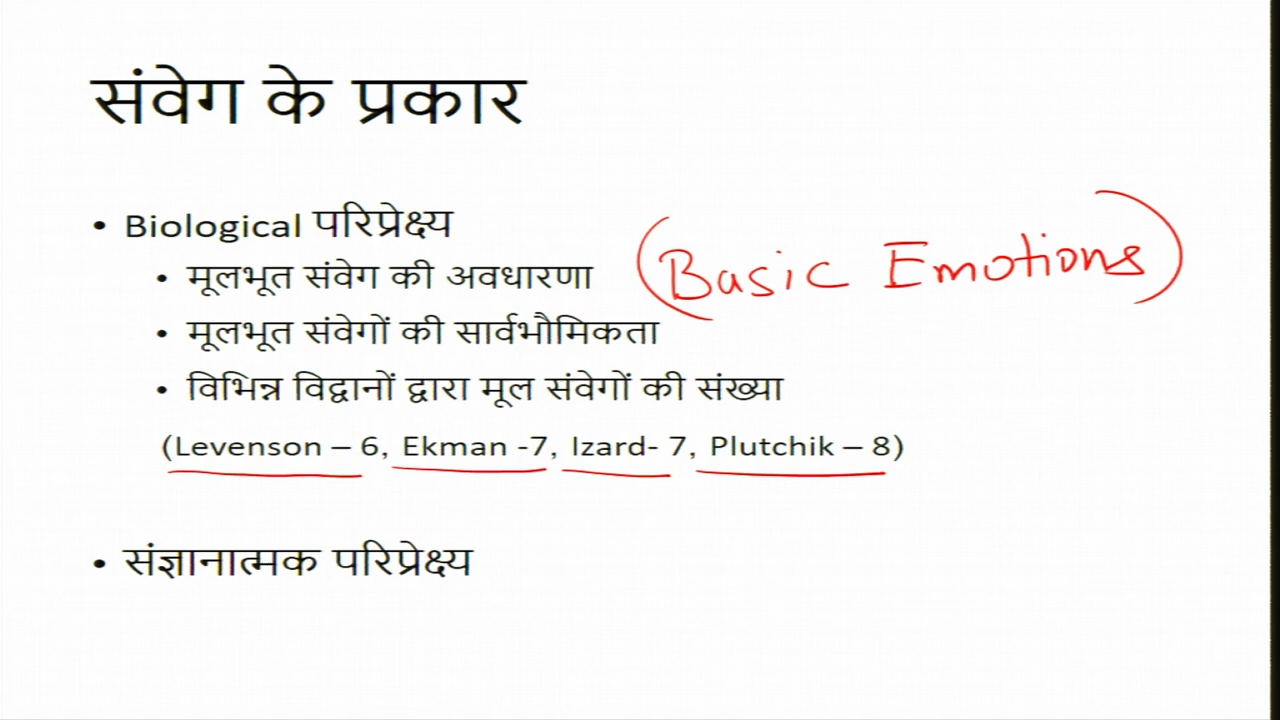 संवेग के प्रकार
• Biological परिप्रेक्ष्य
• मूलभूत संवेग की अवधारणा (Basic Emotions)
• मूलभूत संवेगों की सार्वभौमिकता
• विभिन्न विद्वानों द्वारा मूल संवेगों की संख्या
(Levenson – 6, Ekman -7, Izard- 7, Plutchik – 8)
• संज्ञानात्मक परिप्रेक्ष्य